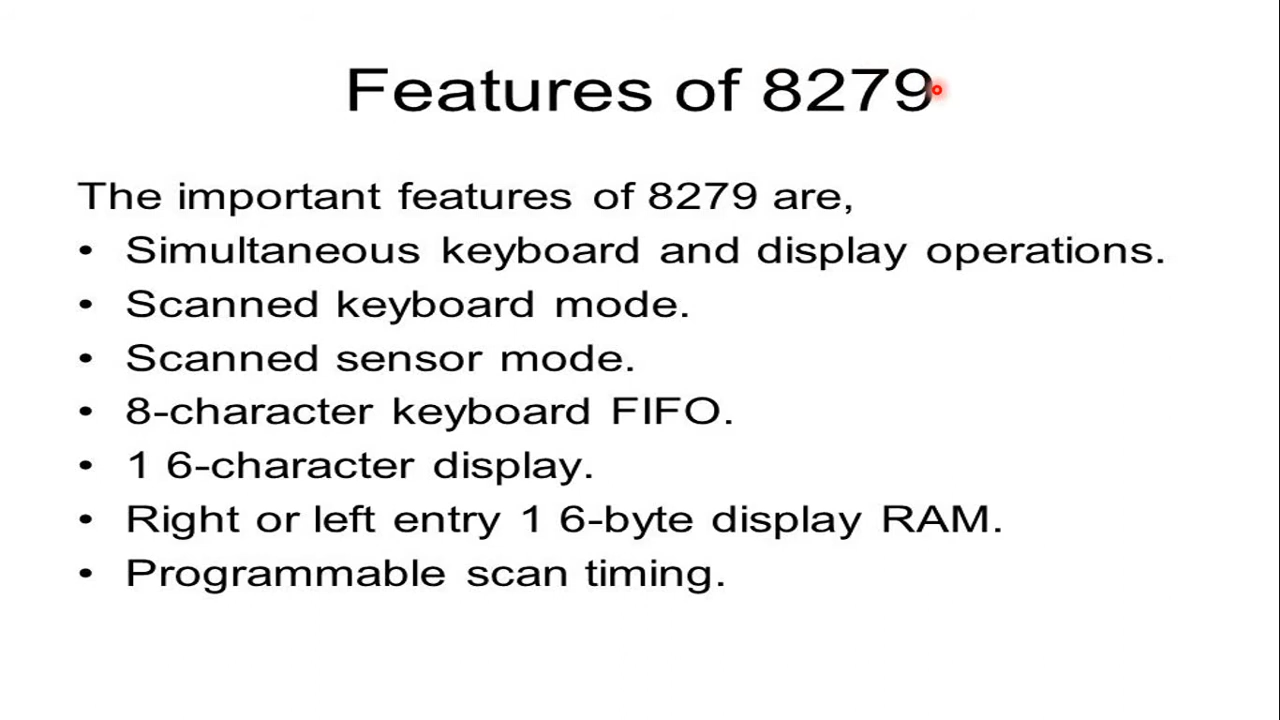 Features of 8279
The important features of 8279 are,
• Simultaneous keyboard and display operations.
• Scanned keyboard mode.
• Scanned sensor mode.
• 8-character keyboard FIFO.
• 1 6-character display.
• Right or left entry 1 6-byte display RAM.
• Programmable scan timing.